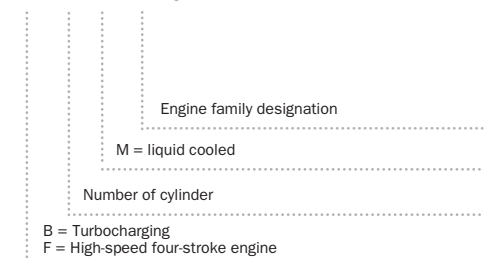 Engine family designation
M = liquid cooled
Number of cylinder
B = Turbocharging
F = High-speed four-stroke engine